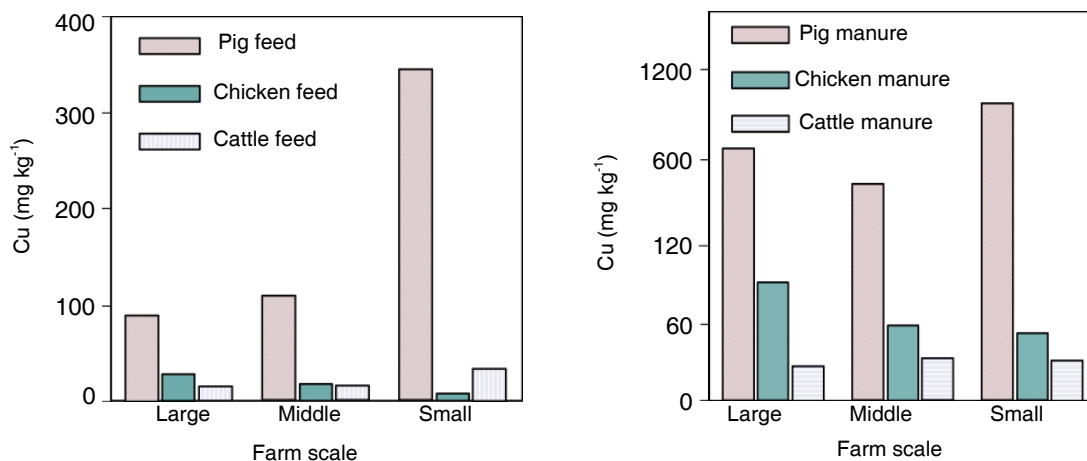 400
300
200
100
0
Cu (mg kg⁻¹)
Pig feed
Chicken feed
Cattle feed
Large Middle Small
Farm scale
1200
600
120
60
0
Cu (mg kg⁻¹)
Pig manure
Chicken manure
Cattle manure
Large Middle Small
Farm scale